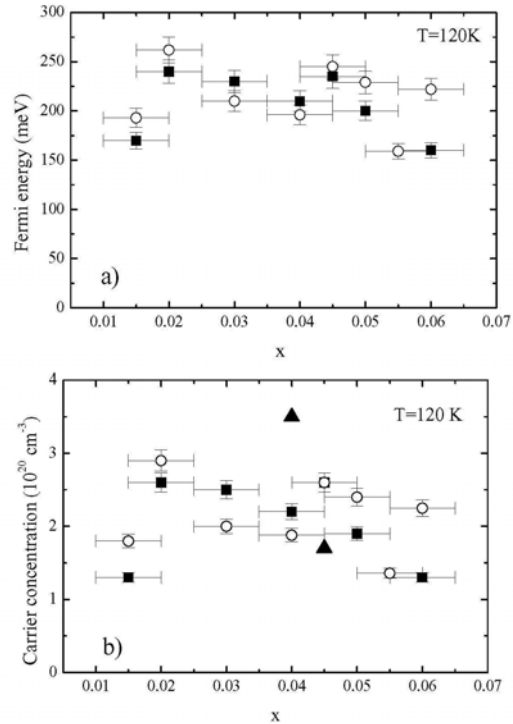 300
250
200
150
100
50
0
Fermi energy (meV)
T=120K
a)
0.01 0.02 0.03 0.04 0.05 0.06 0.07
x
4
3
2
1
0
Carrier concentration (10²⁰ cm⁻³)
T=120 K
b)
0.01 0.02 0.03 0.04 0.05 0.06 0.07
x